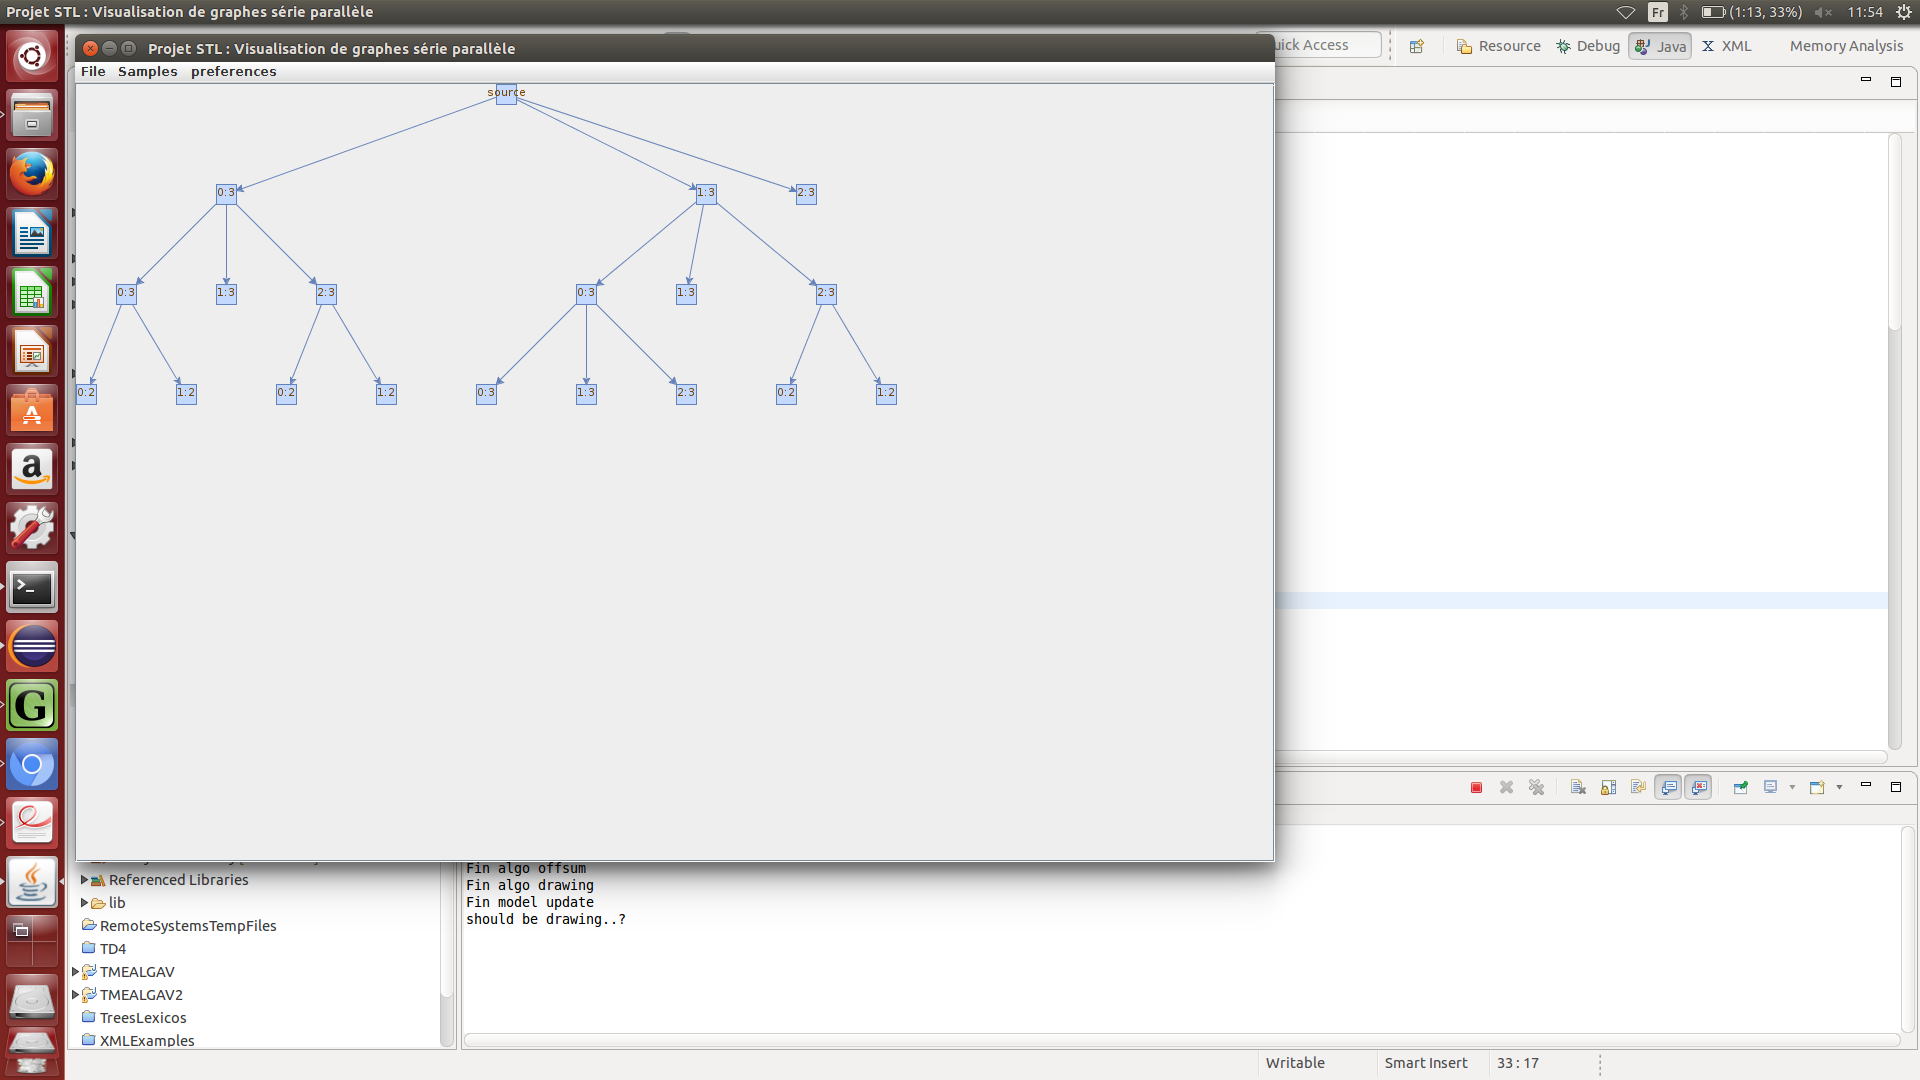 Projet STL : Visualisation de graphes série parallèle
Fr (1:13, 33%) 11:54
Projet STL : Visualisation de graphes série parallèle
uick Access Resource Debug Java XML Memory Analysis
File Samples preferences
source
0:3 1:3 2:3
0:3 1:3 2:3 0:3 1:3 2:3
0:2 1:2 0:2 1:2 0:3 1:3 2:3 0:2 1:2
Fin algo offsum
Fin algo drawing
Fin model update
should be drawing..?
Referenced Libraries
lib
RemoteSystemsTempFiles
TD4
TMEALGAV
TMEALGAV2
TreesLexicos
XMLExamples
Writable Smart Insert 33 : 17